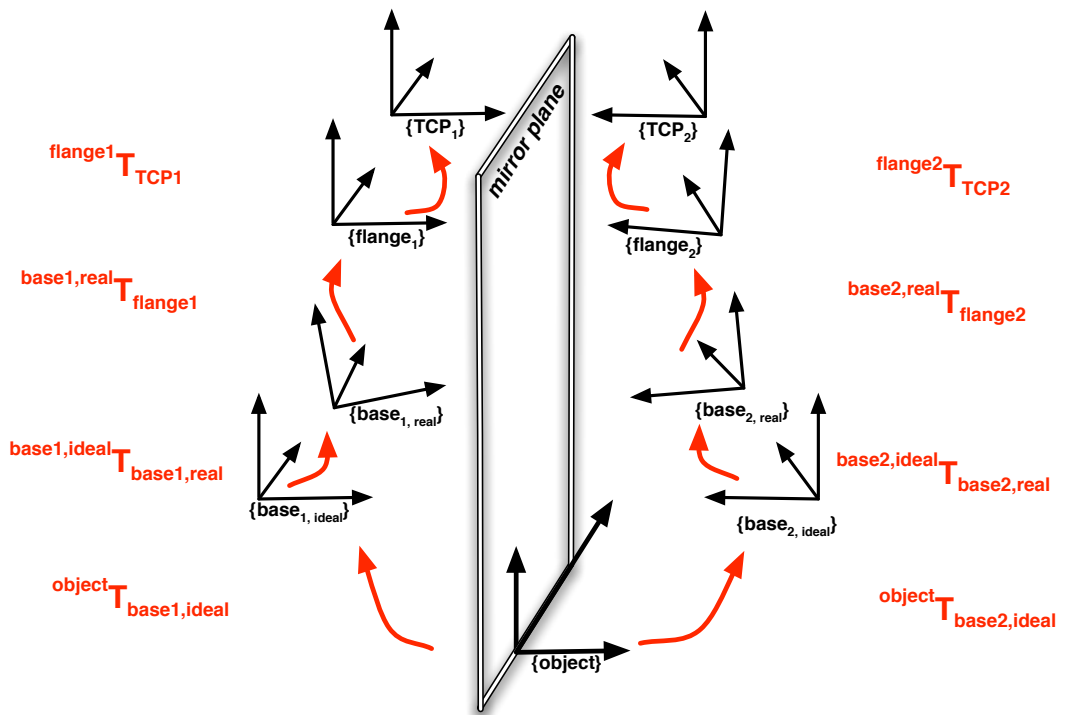 {TCP1}
{TCP2}
mirror plane
flange1TTCP1
flange2TTCP2
{flange1}
{flange2}
base1,realTflange1
base2,realTflange2
{base1, real}
{base2, real}
base1,idealTbase1,real
base2,idealTbase2,real
{base1, ideal}
{base2, ideal}
objectTbase1,ideal
objectTbase2,ideal
{object}